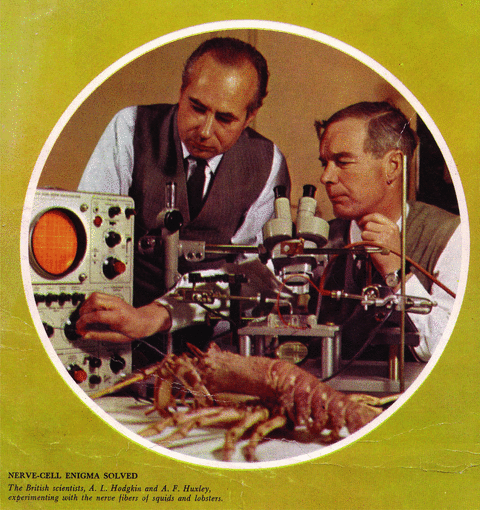 NERVE-CELL ENIGMA SOLVED
The British scientists, A. L. Hodgkin and A. F. Huxley,
experimenting with the nerve fibers of squids and lobsters.